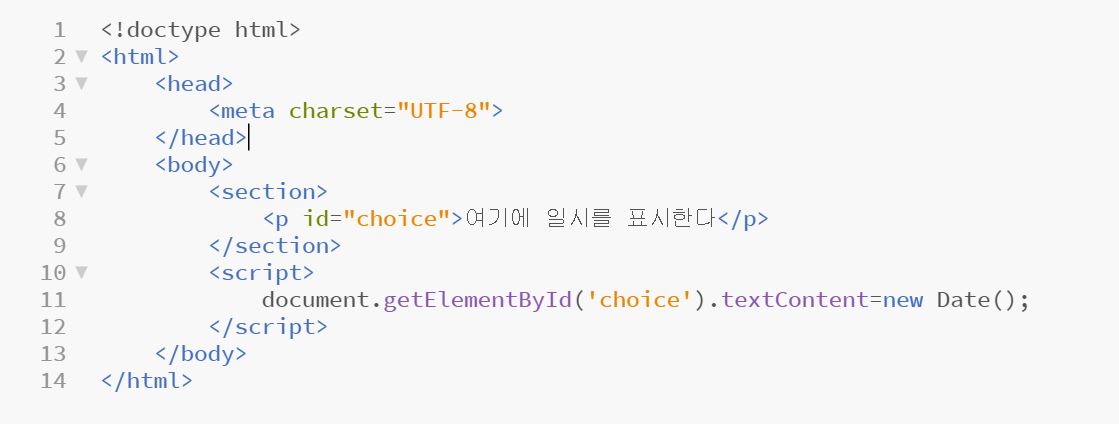 1 <!doctype html>
2 ▼ <html>
3 ▼     <head>
4         <meta charset="UTF-8">
5     </head>
6 ▼     <body>
7 ▼         <section>
8             <p id="choice">여기에 일시를 표시한다</p>
9         </section>
10 ▼         <script>
11             document.getElementById('choice').textContent=new Date();
12         </script>
13     </body>
14 </html>